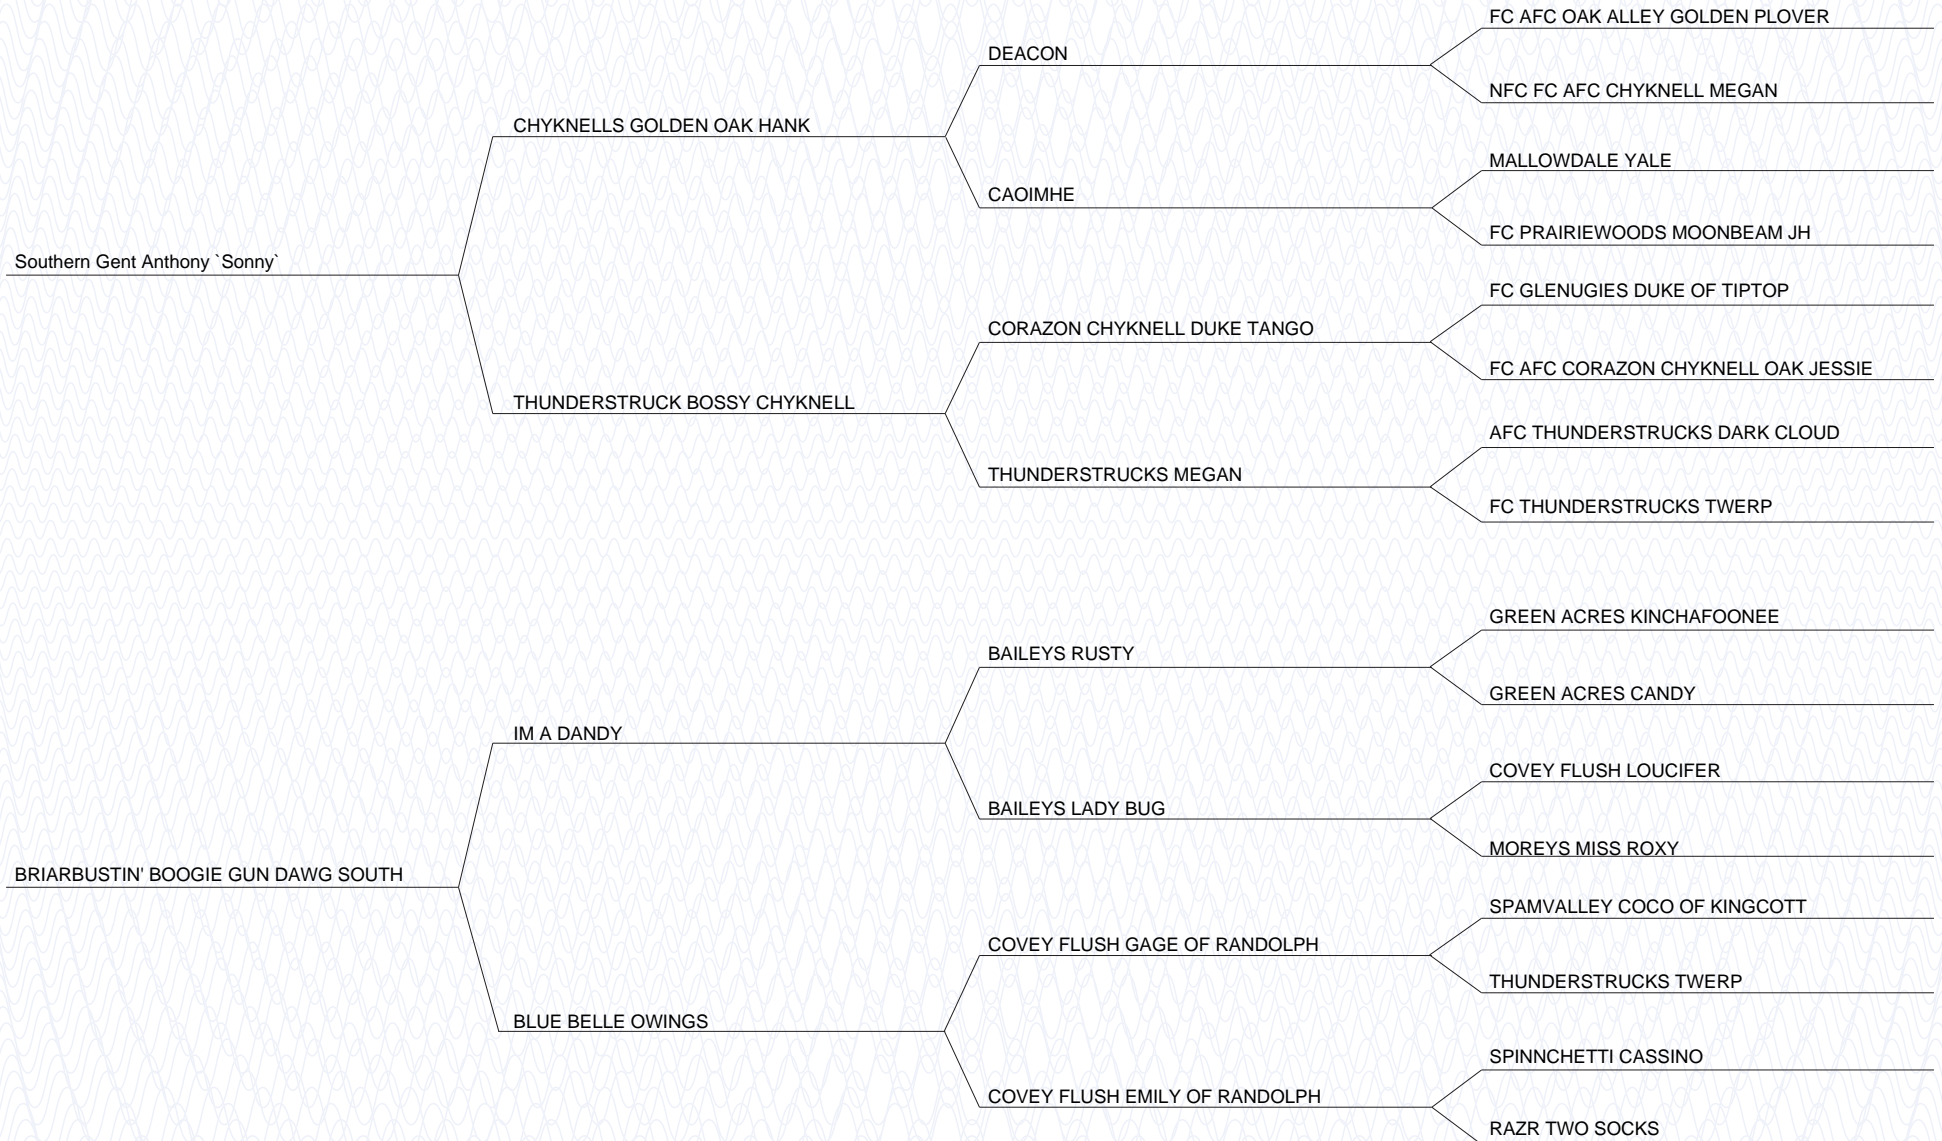 FC AFC OAK ALLEY GOLDEN PLOVER
DEACON
NFC FC AFC CHYKNELL MEGAN
CHYKNELLS GOLDEN OAK HANK
MALLOWDALE YALE
CAOIMHE
FC PRAIRIEWOODS MOONBEAM JH
Southern Gent Anthony `Sonny`
FC GLENUGIES DUKE OF TIPTOP
CORAZON CHYKNELL DUKE TANGO
FC AFC CORAZON CHYKNELL OAK JESSIE
THUNDERSTRUCK BOSSY CHYKNELL
AFC THUNDERSTRUCKS DARK CLOUD
THUNDERSTRUCKS MEGAN
FC THUNDERSTRUCKS TWERP
GREEN ACRES KINCHAFOONEE
BAILEYS RUSTY
GREEN ACRES CANDY
IM A DANDY
COVEY FLUSH LOUCIFER
BAILEYS LADY BUG
MOREYS MISS ROXY
BRIARBUSTIN' BOOGIE GUN DAWG SOUTH
SPAMVALLEY COCO OF KINGCOTT
COVEY FLUSH GAGE OF RANDOLPH
THUNDERSTRUCKS TWERP
BLUE BELLE OWINGS
SPINNCHETTI CASSINO
COVEY FLUSH EMILY OF RANDOLPH
RAZR TWO SOCKS